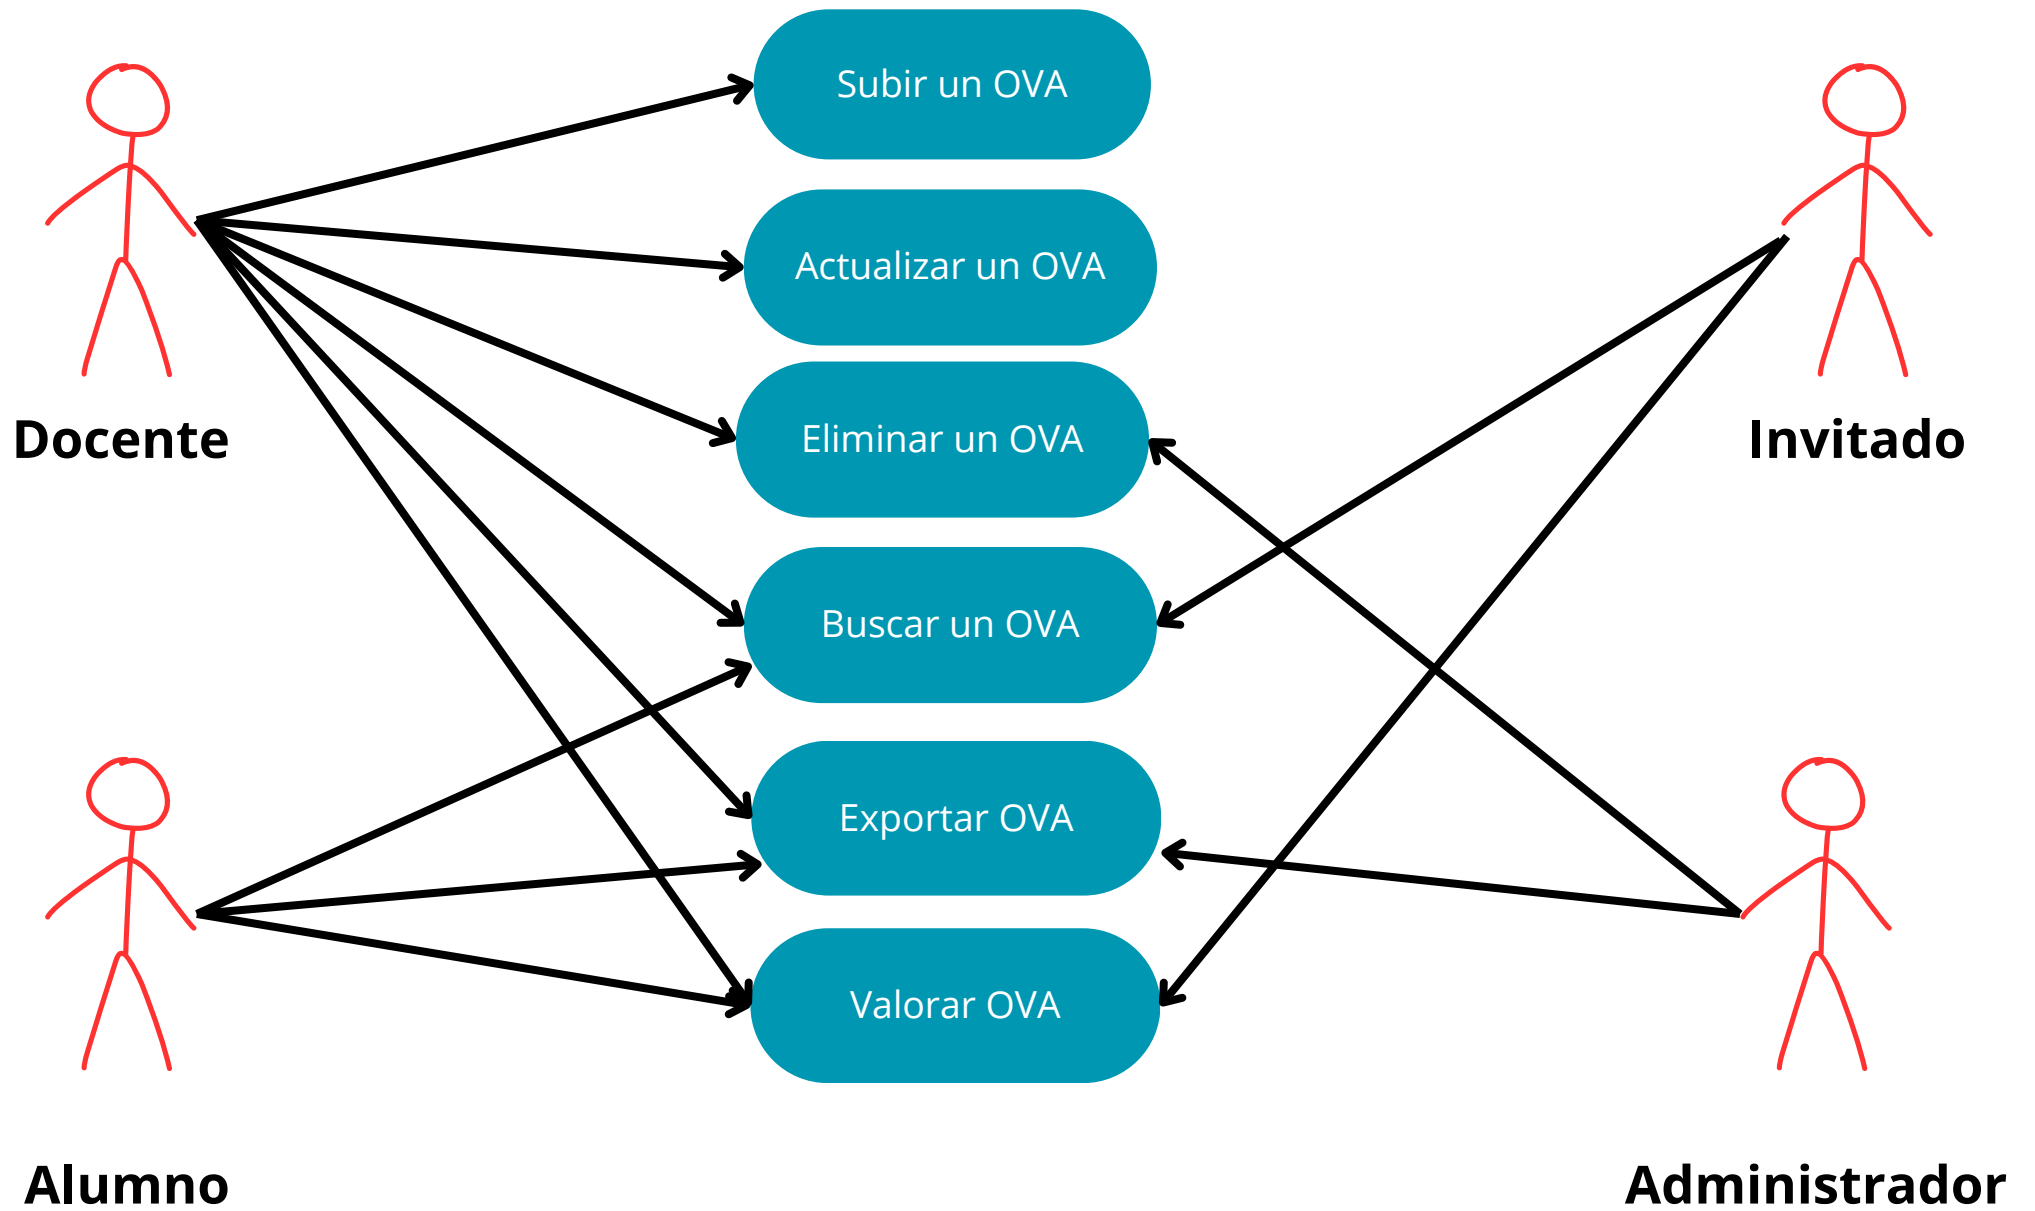 Subir un OVA
Actualizar un OVA
Eliminar un OVA
Docente
Invitado
Buscar un OVA
Exportar OVA
Valorar OVA
Alumno
Administrador